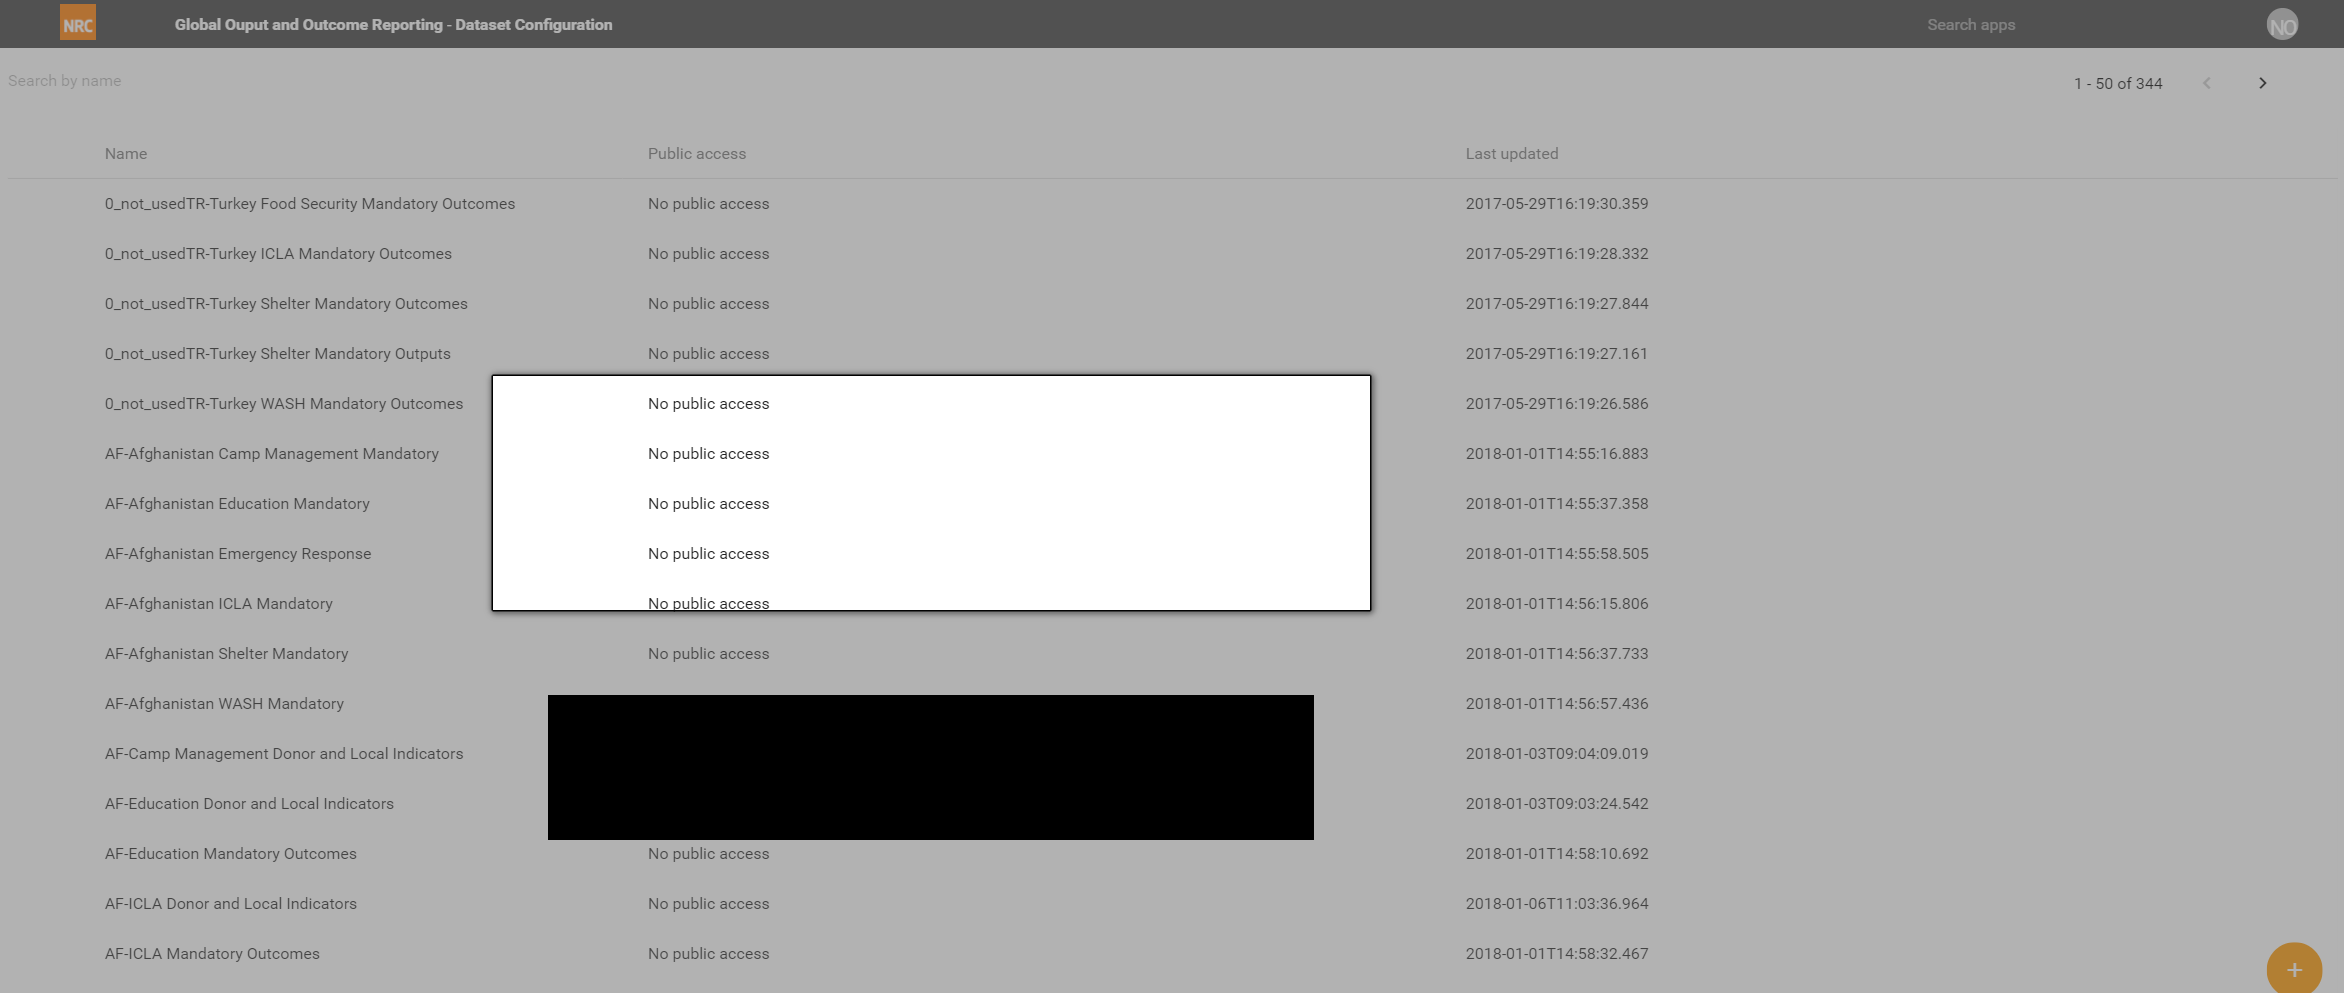 NRC Global Ouput and Outcome Reporting - Dataset Configuration Search apps NO
Search by name 1 - 50 of 344
Name Public access Last updated
0_not_usedTR-Turkey Food Security Mandatory Outcomes No public access 2017-05-29T16:19:30.359
0_not_usedTR-Turkey ICLA Mandatory Outcomes No public access 2017-05-29T16:19:28.332
0_not_usedTR-Turkey Shelter Mandatory Outcomes No public access 2017-05-29T16:19:27.844
0_not_usedTR-Turkey Shelter Mandatory Outputs No public access 2017-05-29T16:19:27.161
0_not_usedTR-Turkey WASH Mandatory Outcomes No public access 2017-05-29T16:19:26.586
AF-Afghanistan Camp Management Mandatory No public access 2018-01-01T14:55:16.883
AF-Afghanistan Education Mandatory No public access 2018-01-01T14:55:37.358
AF-Afghanistan Emergency Response No public access 2018-01-01T14:55:58.505
AF-Afghanistan ICLA Mandatory No public access 2018-01-01T14:56:15.806
AF-Afghanistan Shelter Mandatory No public access 2018-01-01T14:56:37.733
AF-Afghanistan WASH Mandatory 2018-01-01T14:56:57.436
AF-Camp Management Donor and Local Indicators 2018-01-03T09:04:09.019
AF-Education Donor and Local Indicators 2018-01-03T09:03:24.542
AF-Education Mandatory Outcomes No public access 2018-01-01T14:58:10.692
AF-ICLA Donor and Local Indicators No public access 2018-01-06T11:03:36.964
AF-ICLA Mandatory Outcomes No public access 2018-01-01T14:58:32.467